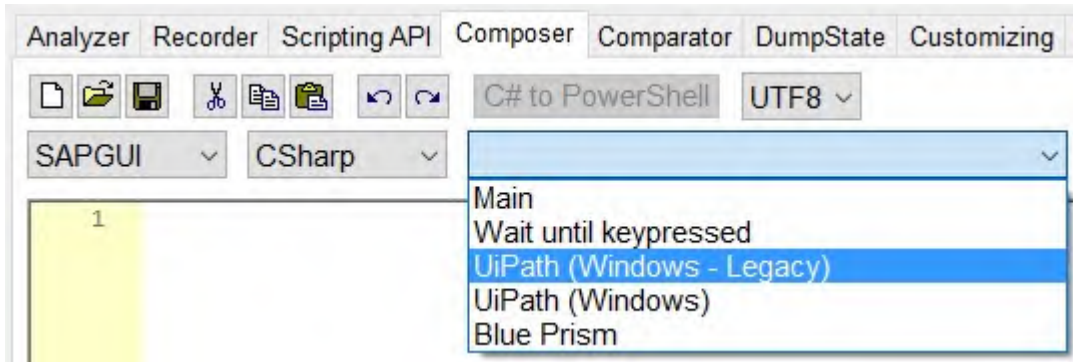 Analyzer Recorder Scripting API Composer Comparator DumpState Customizing
C# to PowerShell UTF8
SAPGUI CSharp
1
Main
Wait until keypressed
UiPath (Windows - Legacy)
UiPath (Windows)
Blue Prism